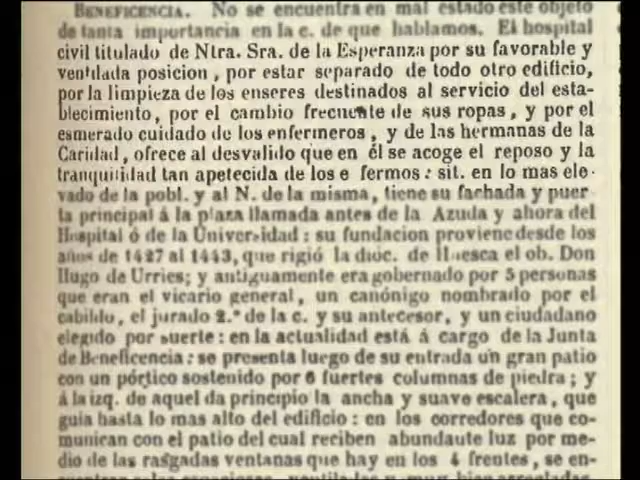 BENEFICENCIA. No se encuentra en mal estado este objeto
de tanta importancia en la c. de que hablamos. El hospital
civil titulado de Ntra. Sra. de la Esperanza por su favorable y
ventilada posicion, por estar separado de todo otro edificio,
por la limpieza de los enseres destinados al servicio del esta-
blecimiento, por el cambio frecuente de sus ropas, y por el
esmerado cuidado de los enfermeros, y de las hermanas de la
Caridad, ofrece al desvalido que en él se acoge el reposo y la
tranquilidad tan apetecida de los e fermos: sit. en lo mas ele-
vado de la pobl. y al N. de la misma, tiene su fachada y puer
ta principal á la plaza llamada antes de la Azuda y ahora del
Hospital ó de la Universidad: su fundacion proviene desde los
años de 1427 al 1443, que rigió la dióc. de Huesca el ob. Don
Hugo de Urries; y antiguamente era gobernado por 5 personas
que eran el vicario general, un canónigo nombrado por el
cabildo, el jurado 2.º de la c. y su antecesor, y un ciudadano
elegido por suerte: en la actualidad está á cargo de la Junta
de Beneficencia: se presenta luego de su entrada un gran patio
con un pórtico sostenido por 6 fuertes columnas de piedra; y
á la izq. de aquel da principio la ancha y suave escalera, que
guia hasta lo mas alto del edificio: en los corredores que co-
munican con el patio del cual reciben abundante luz por me-
dio de las rasgadas ventanas que hay en los 4 frentes, se en-